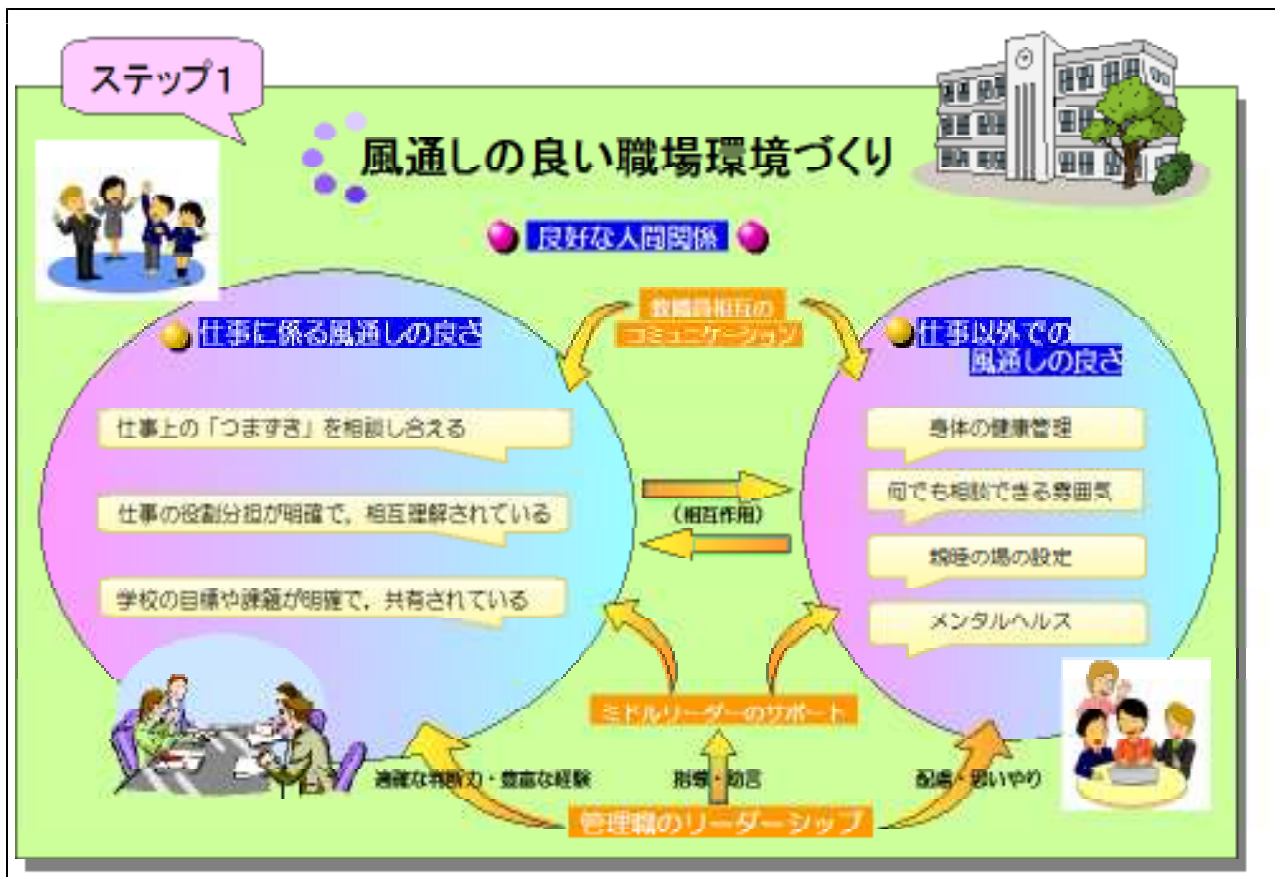 ステップ1
風通しの良い職場環境づくり
良好な人間関係
教職員相互の
コミュニケーション
仕事に係る風通しの良さ
仕事上の「つまずき」を相談し合える
仕事の役割分担が明確で，相互理解されている
学校の目標や課題が明確で，共有されている
(相互作用)
仕事以外での
風通しの良さ
身体の健康管理
何でも相談できる雰囲気
親睦の場の設定
メンタルヘルス
ミドルリーダーのサポート
適確な判断力・豊富な経験
指導・助言
配慮・思いやり
管理職のリーダーシップ